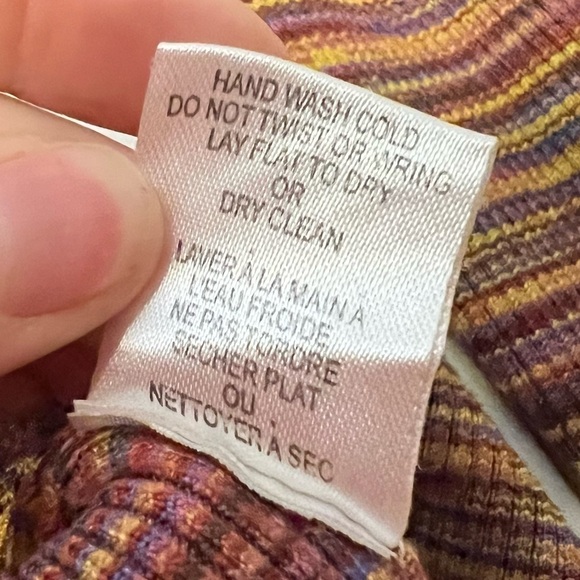 HAND WASH COLD
DO NOT TWIST OR WRING
LAY FLAT TO DRY
OR
DRY CLEAN
LAVER À LA MAIN À
L'EAU FROIDE
NE PAS TORDRE
SECHER PLAT
OU
NETTOYER À SEC